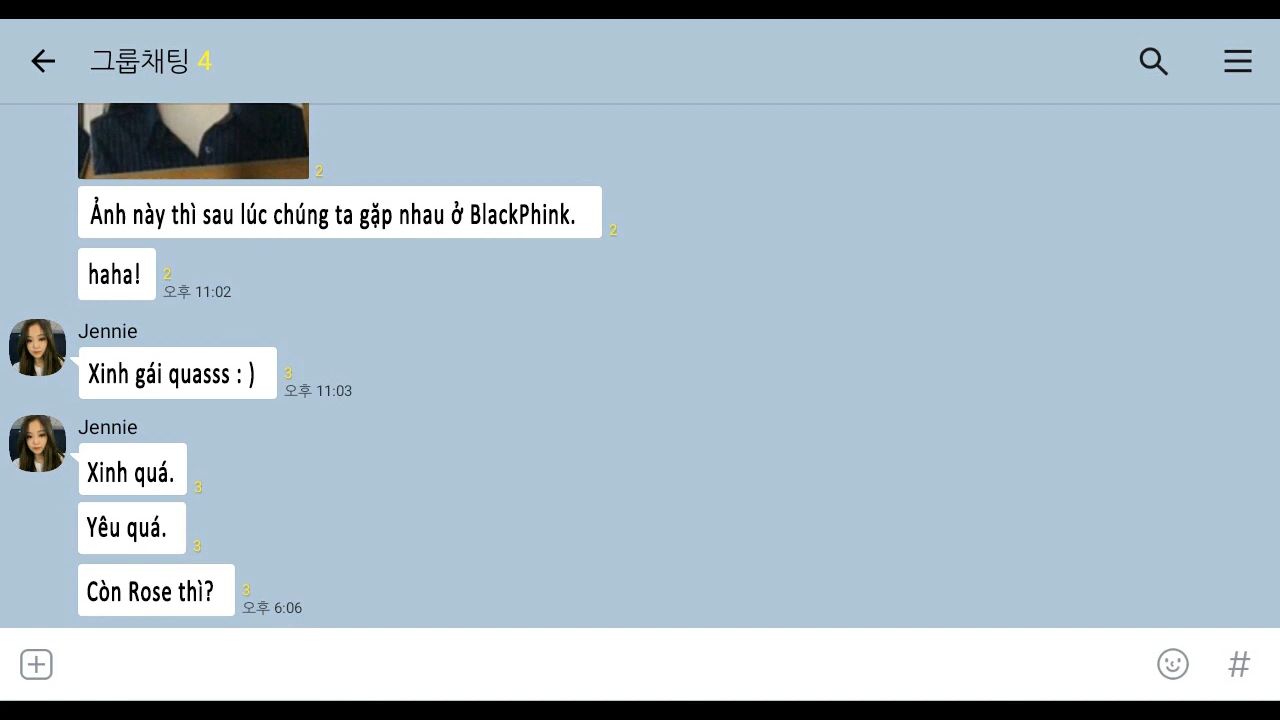 그룹채팅 4
2
Ảnh này thì sau lúc chúng ta gặp nhau ở BlackPhink.
2
haha!
2
오후 11:02
Jennie
Xinh gái quasss : )
3
오후 11:03
Jennie
Xinh quá.
3
Yêu quá.
3
Còn Rose thì?
3
오후 6:06
#